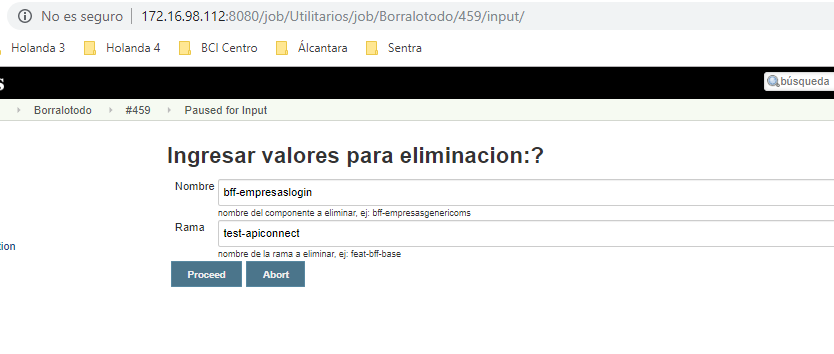 No es seguro 172.16.98.112:8080/job/Utilitarios/job/Borralotodo/459/input/
Holanda 3 Holanda 4 BCI Centro Álcantara Sentra
s búsqueda
Borralotodo #459 Paused for Input
Ingresar valores para eliminacion:?
Nombre bff-empresaslogin
nombre del componente a eliminar, ej: bff-empresasgenericoms
Rama test-apiconnect
tion nombre de la rama a eliminar, ej: feat-bff-base
Proceed Abort